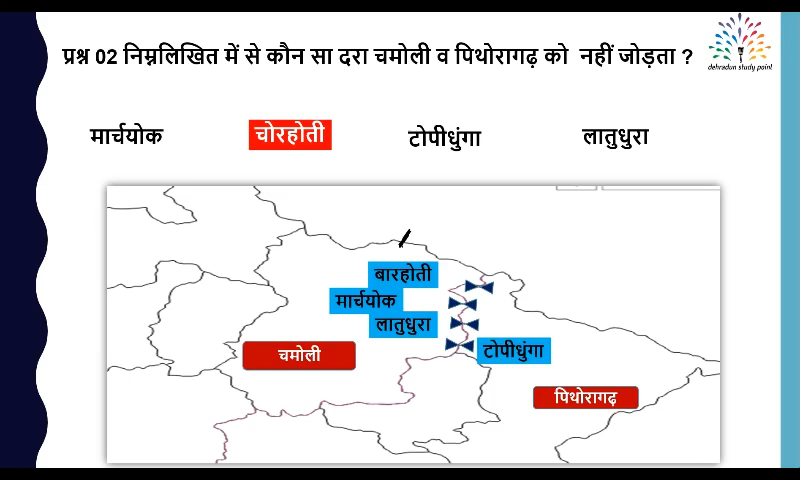 प्रश्न 02 निम्नलिखित में से कौन सा दरा चमोली व पिथोरागढ़ को नहीं जोड़ता ?
dehradun study point
मार्चयोक चोरहोती टोपीधुंगा लातुधुरा
बारहोती
मार्चयोक
लातुधुरा
टोपीधुंगा
चमोली
पिथोरागढ़